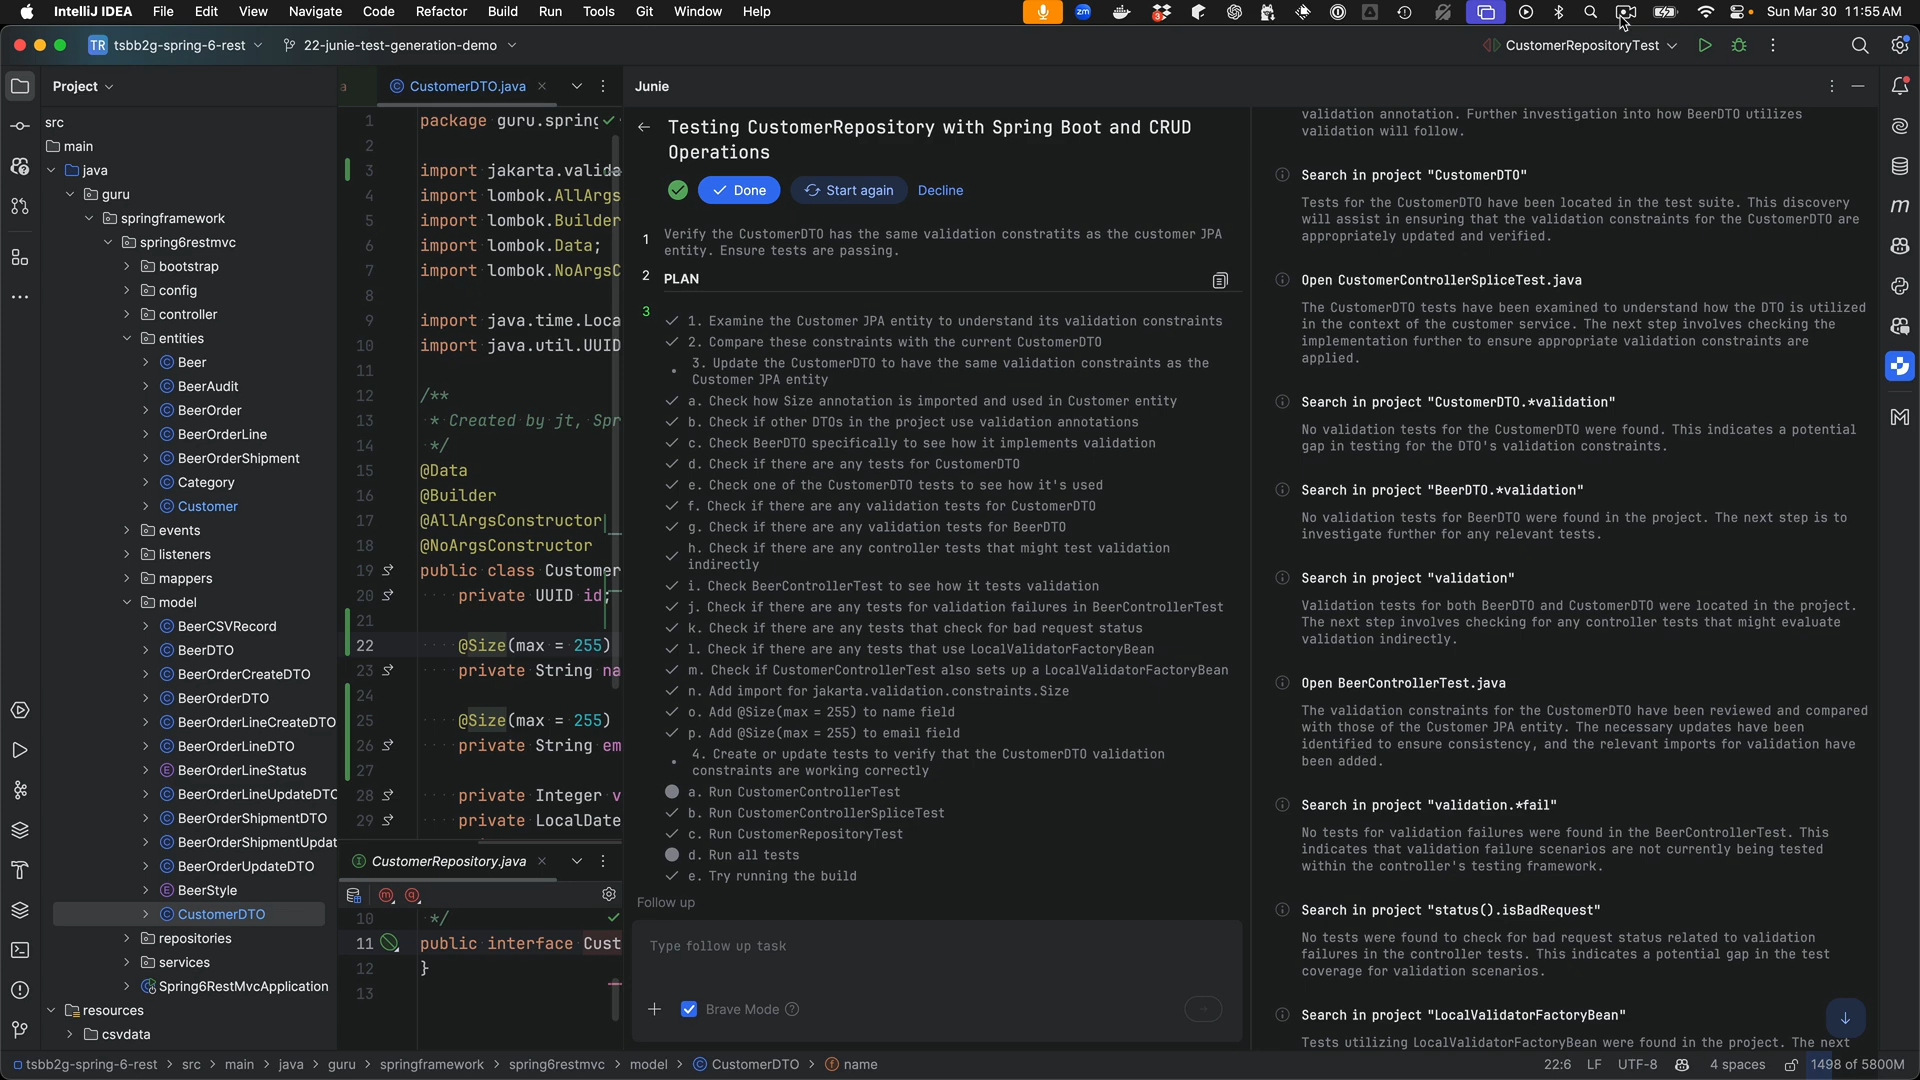 IntelliJ IDEA File Edit View Navigate Code Refactor Build Run Tools Git Window Help
Sun Mar 30 11:55 AM
TR tsbb2g-spring-6-rest 22-junie-test-generation-demo
CustomerRepositoryTest
Project
src
main
java
guru
springframework
spring6restmvc
bootstrap
config
controller
entities
Beer
BeerAudit
BeerOrder
BeerOrderLine
BeerOrderShipment
Category
Customer
events
listeners
mappers
model
BeerCSVRecord
BeerDTO
BeerOrderCreateDTO
BeerOrderDTO
BeerOrderLineCreateDTO
BeerOrderLineDTO
BeerOrderLineStatus
BeerOrderLineUpdateDTO
BeerOrderShipmentDTO
BeerOrderShipmentUpdat
BeerOrderUpdateDTO
BeerStyle
CustomerDTO
repositories
services
Spring6RestMvcApplication
resources
csvdata
a CustomerDTO.java
1 package guru.spring
2
3 import jakarta.valida
4 import lombok.AllArgs
5 import lombok.Builder
6 import lombok.Data;
7 import lombok.NoArgsC
8
9 import java.time.Loca
10 import java.util.UUID
11
12 /**
13 * Created by jt, Spr
14 */
15 @Data
16 @Builder
17 @AllArgsConstructor
18 @NoArgsConstructor
19 public class Customer
20 private UUID id;
21
22 @Size(max = 255)
23 private String na
24
25 @Size(max = 255)
26 private String em
27
28 private Integer v
29 private LocalDate
CustomerRepository.java
10 */
11 public interface Cust
12 }
13
Junie
Testing CustomerRepository with Spring Boot and CRUD
Operations
Done Start again Decline
1 Verify the CustomerDTO has the same validation constratits as the customer JPA
entity. Ensure tests are passing.
2 PLAN
3
1. Examine the Customer JPA entity to understand its validation constraints
2. Compare these constraints with the current CustomerDTO
3. Update the CustomerDTO to have the same validation constraints as the
Customer JPA entity
a. Check how Size annotation is imported and used in Customer entity
b. Check if other DTOs in the project use validation annotations
c. Check BeerDTO specifically to see how it implements validation
d. Check if there are any tests for CustomerDTO
e. Check one of the CustomerDTO tests to see how it's used
f. Check if there are any validation tests for CustomerDTO
g. Check if there are any validation tests for BeerDTO
h. Check if there are any controller tests that might test validation
indirectly
i. Check BeerControllerTest to see how it tests validation
j. Check if there are any tests for validation failures in BeerControllerTest
k. Check if there are any tests that check for bad request status
l. Check if there are any tests that use LocalValidatorFactoryBean
m. Check if CustomerControllerTest also sets up a LocalValidatorFactoryBean
n. Add import for jakarta.validation.constraints.Size
o. Add @Size(max = 255) to name field
p. Add @Size(max = 255) to email field
4. Create or update tests to verify that the CustomerDTO validation
constraints are working correctly
a. Run CustomerControllerTest
b. Run CustomerControllerSpliceTest
c. Run CustomerRepositoryTest
d. Run all tests
e. Try running the build
Follow up
Type follow up task
Brave Mode
validation annotation. Further investigation into how BeerDTO utilizes
validation will follow.
Search in project "CustomerDTO"
Tests for the CustomerDTO have been located in the test suite. This discovery
will assist in ensuring that the validation constraints for the CustomerDTO are
appropriately updated and verified.
Open CustomerControllerSpliceTest.java
The CustomerDTO tests have been examined to understand how the DTO is utilized
in the context of the customer service. The next step involves checking the
implementation further to ensure appropriate validation constraints are
applied.
Search in project "CustomerDTO.*validation"
No validation tests for the CustomerDTO were found. This indicates a potential
gap in testing for the DTO's validation constraints.
Search in project "BeerDTO.*validation"
No validation tests for BeerDTO were found in the project. The next step is to
investigate further for any relevant tests.
Search in project "validation"
Validation tests for both BeerDTO and CustomerDTO were located in the project.
The next step involves checking for any controller tests that might evaluate
validation indirectly.
Open BeerControllerTest.java
The validation constraints for the CustomerDTO have been reviewed and compared
with those of the Customer JPA entity. The necessary updates have been
identified to ensure consistency, and the relevant imports for validation have
been added.
Search in project "validation.*fail"
No tests for validation failures were found in the BeerControllerTest. This
indicates that validation failure scenarios are not currently being tested
within the controller's testing framework.
Search in project "status().isBadRequest"
No tests were found to check for bad request status related to validation
failures in the controller tests. This indicates a potential gap in the test
coverage for validation scenarios.
Search in project "LocalValidatorFactoryBean"
Tests utilizing LocalValidatorFactoryBean were found in the project. The next
tsbb2g-spring-6-rest src main java guru springframework spring6restmvc model CustomerDTO name
22:6 LF UTF-8 4 spaces 1498 of 5800M